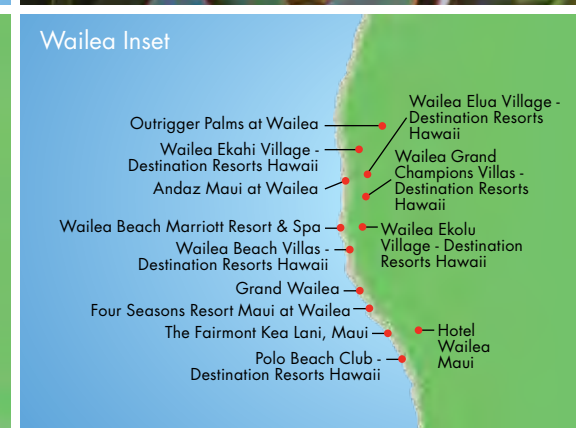 Wailea Inset
Outrigger Palms at Wailea
Wailea Ekahi Village -
Destination Resorts Hawaii
Andaz Maui at Wailea
Wailea Beach Marriott Resort & Spa
Wailea Beach Villas -
Destination Resorts Hawaii
Grand Wailea
Four Seasons Resort Maui at Wailea
The Fairmont Kea Lani, Maui
Polo Beach Club -
Destination Resorts Hawaii
Wailea Elua Village -
Destination Resorts
Hawaii
Wailea Grand
Champions Villas -
Destination Resorts
Hawaii
Wailea Ekolu
Village - Destination
Resorts Hawaii
Hotel
Wailea
Maui